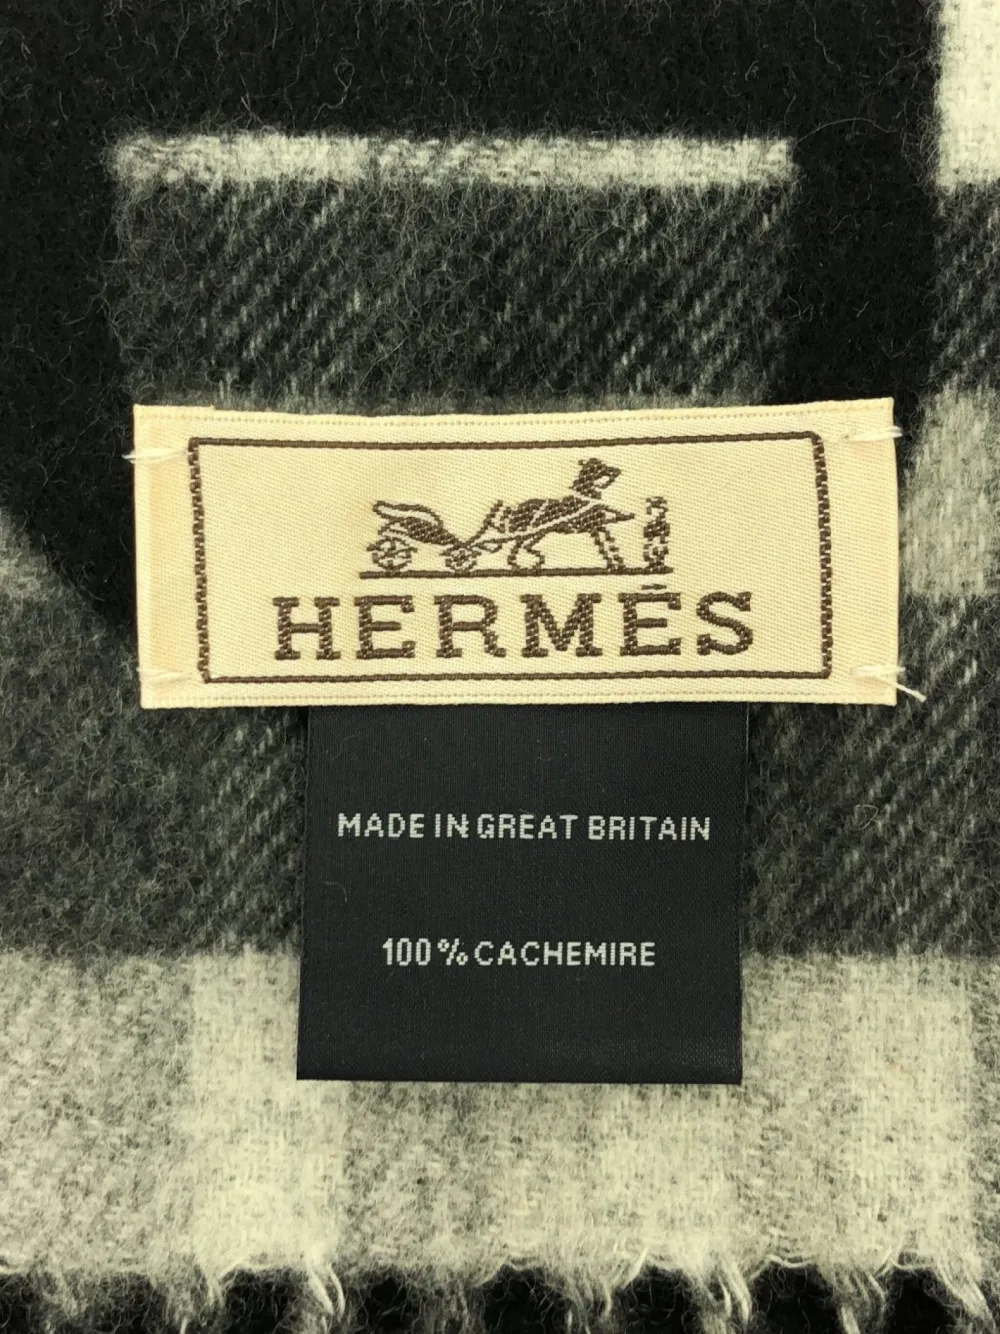 HERMÈS
MADE IN GREAT BRITAIN
100% CACHEMIRE